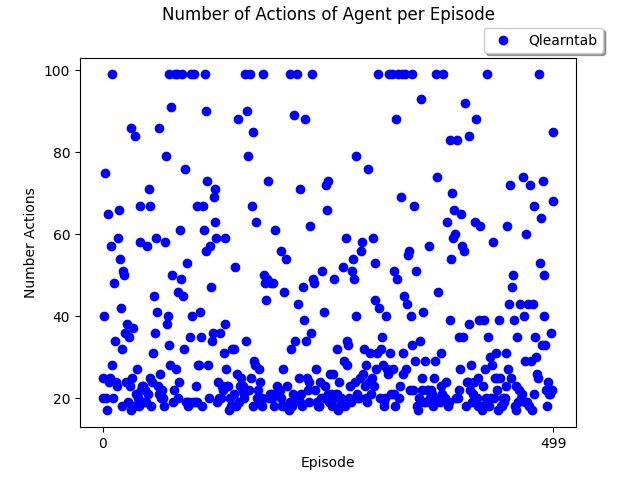 Number of Actions of Agent per Episode
Qlearntab
100
80
60
40
20
Number Actions
0
499
Episode